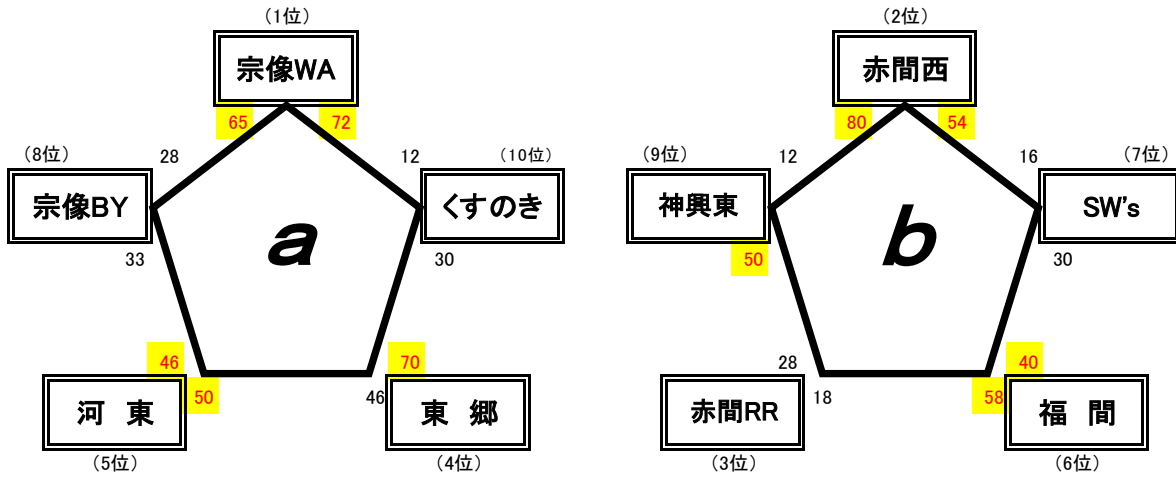 (1位)
宗像WA
65
72
(8位)
28
12
(10位)
宗像BY
くすのき
a
33
30
46
70
河 東
50
46
東 郷
(5位)
(4位)
(2位)
赤間西
80
54
(9位)
12
16
(7位)
神興東
SW's
b
50
30
28
40
赤間RR
18
58
福 間
(3位)
(6位)